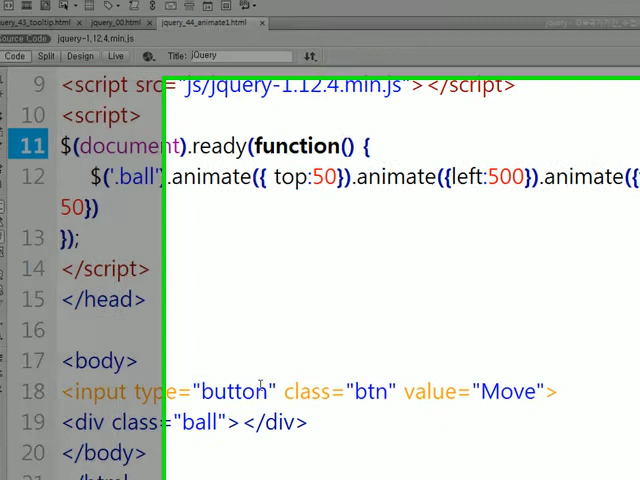 jquery_43_tooltip.html × jquery_00.html × jquery_44_animate1.html ×
Source Code jquery-1.12.4.min.js
Code Split Design Title: jQuery
9 <script src="js/jquery-1.12.4.min.js"></script>
10 <script>
11 $(document).ready(function() {
12 $('.ball').animate({ top:50}).animate({left:500}).animate({
50})
13 });
14 </script>
15 </head>
16
17 <body>
18 <input type="button" class="btn" value="Move">
19 <div class="ball"></div>
20 </body>